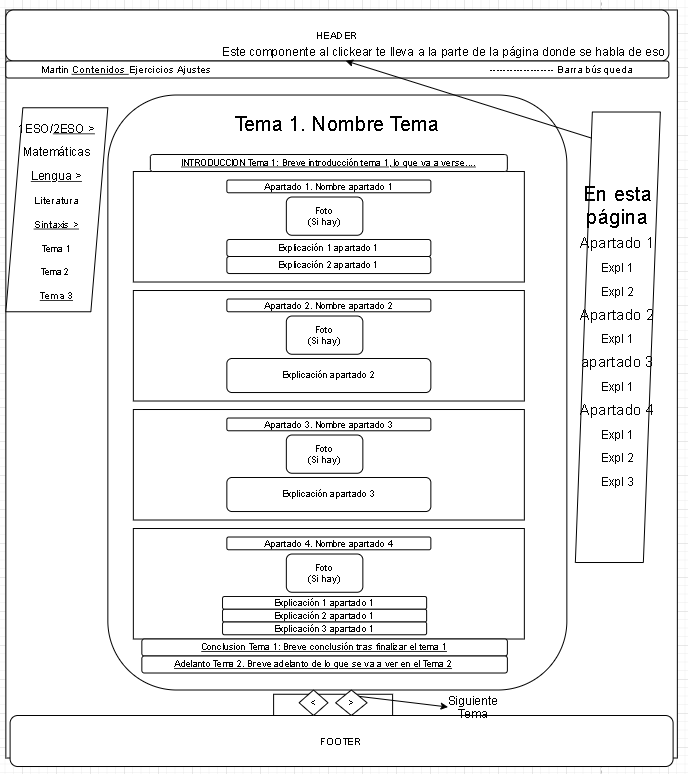 HEADER
Este componente al clickear te lleva a la parte de la página donde se habla de eso
Martin Contenidos Ejercicios Ajustes
------------------- Barra búsqueda
1ESO/2ESO >
Matemáticas
Lengua >
Literatura
Sintaxis >
Tema 1
Tema 2
Tema 3
Tema 1. Nombre Tema
INTRODUCCION Tema 1: Breve introducción tema 1, lo que va a verse....
Apartado 1. Nombre apartado 1
Foto
(Si hay)
Explicación 1 apartado 1
Explicación 2 apartado 1
Apartado 2. Nombre apartado 2
Foto
(Si hay)
Explicación apartado 2
Apartado 3. Nombre apartado 3
Foto
(Si hay)
Explicación apartado 3
Apartado 4. Nombre apartado 4
Foto
(Si hay)
Explicación 1 apartado 1
Explicación 2 apartado 1
Explicación 3 apartado 1
Conclusion Tema 1: Breve conclusión tras finalizar el tema 1
Adelanto Tema 2. Breve adelanto de lo que se va a ver en el Tema 2
En esta
página
Apartado 1
Expl 1
Expl 2
Apartado 2
Expl 1
apartado 3
Expl 1
Apartado 4
Expl 1
Expl 2
Expl 3
<
>
Siguiente
Tema
FOOTER